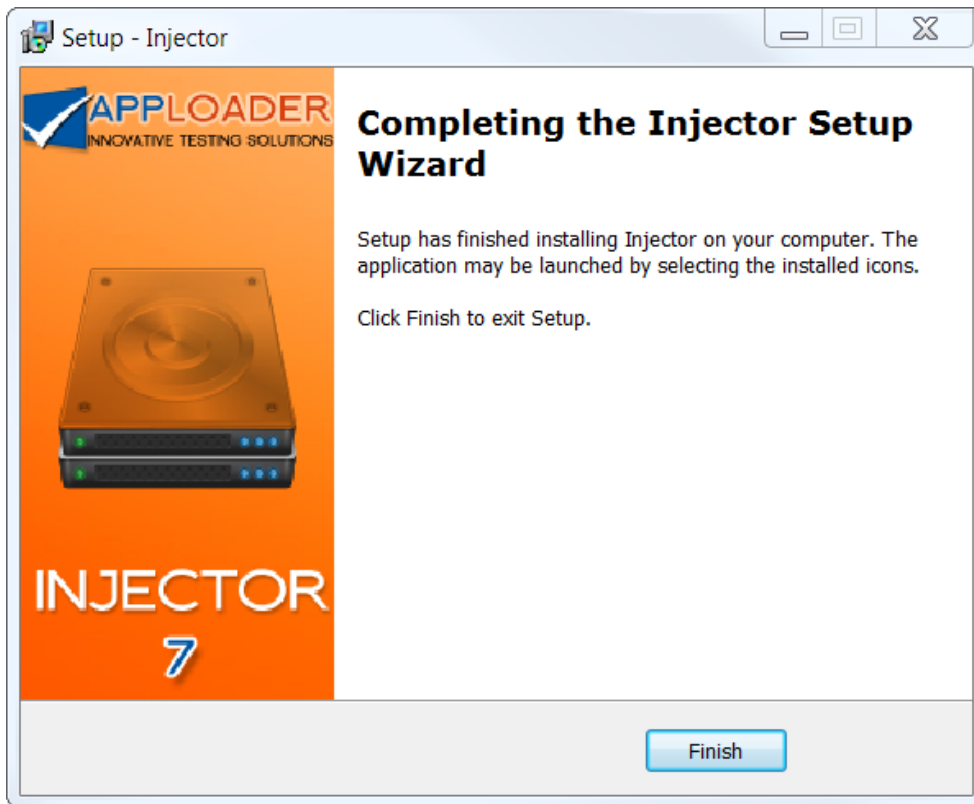 Setup - Injector
APPLOADER
INNOVATIVE TESTING SOLUTIONS
Completing the Injector Setup
Wizard
Setup has finished installing Injector on your computer. The
application may be launched by selecting the installed icons.
Click Finish to exit Setup.
INJECTOR
7
Finish